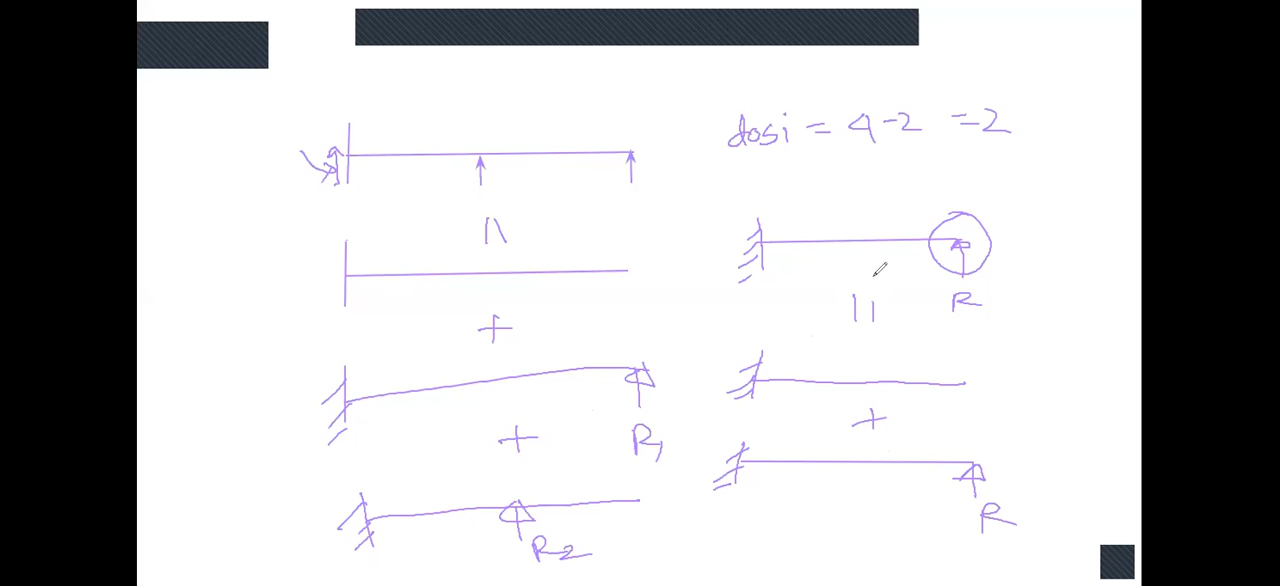 dosi = 4 - 2 = 2
||
R
||
+
+
R1
+
R
R2